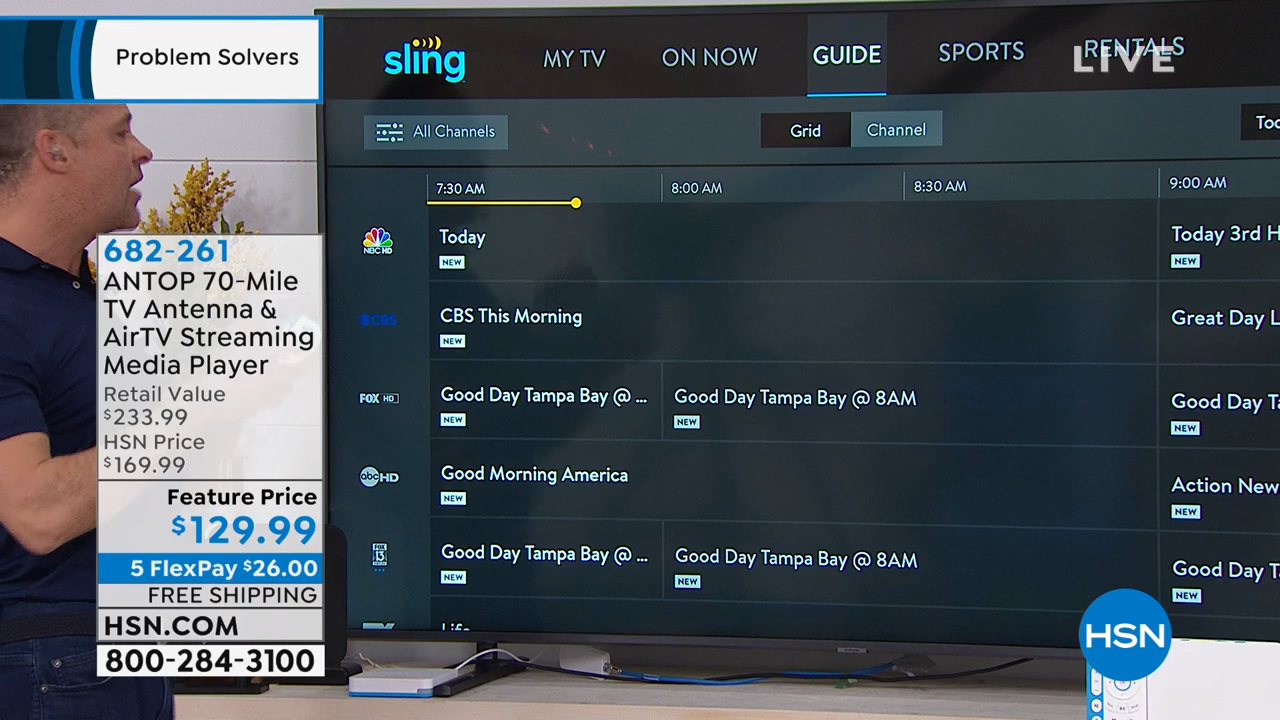 Problem Solvers
sling
MY TV
ON NOW
GUIDE
SPORTS
RENTALS
LIVE
All Channels
Grid
Channel
7:30 AM
8:00 AM
8:30 AM
9:00 AM
NBC HD
Today
NEW
Today 3rd H
NEW
CBS
CBS This Morning
NEW
Great Day L
FOX HD
Good Day Tampa Bay @ ...
NEW
Good Day Tampa Bay @ 8AM
NEW
Good Day Ta
NEW
abc HD
Good Morning America
NEW
Action New
NEW
FOX
13
Good Day Tampa Bay @ ...
NEW
Good Day Tampa Bay @ 8AM
NEW
Good Day T
NEW
682-261
ANTOP 70-Mile
TV Antenna &
AirTV Streaming
Media Player
Retail Value
$233.99
HSN Price
$169.99
Feature Price
$129.99
5 FlexPay $26.00
FREE SHIPPING
HSN.COM
800-284-3100
HSN